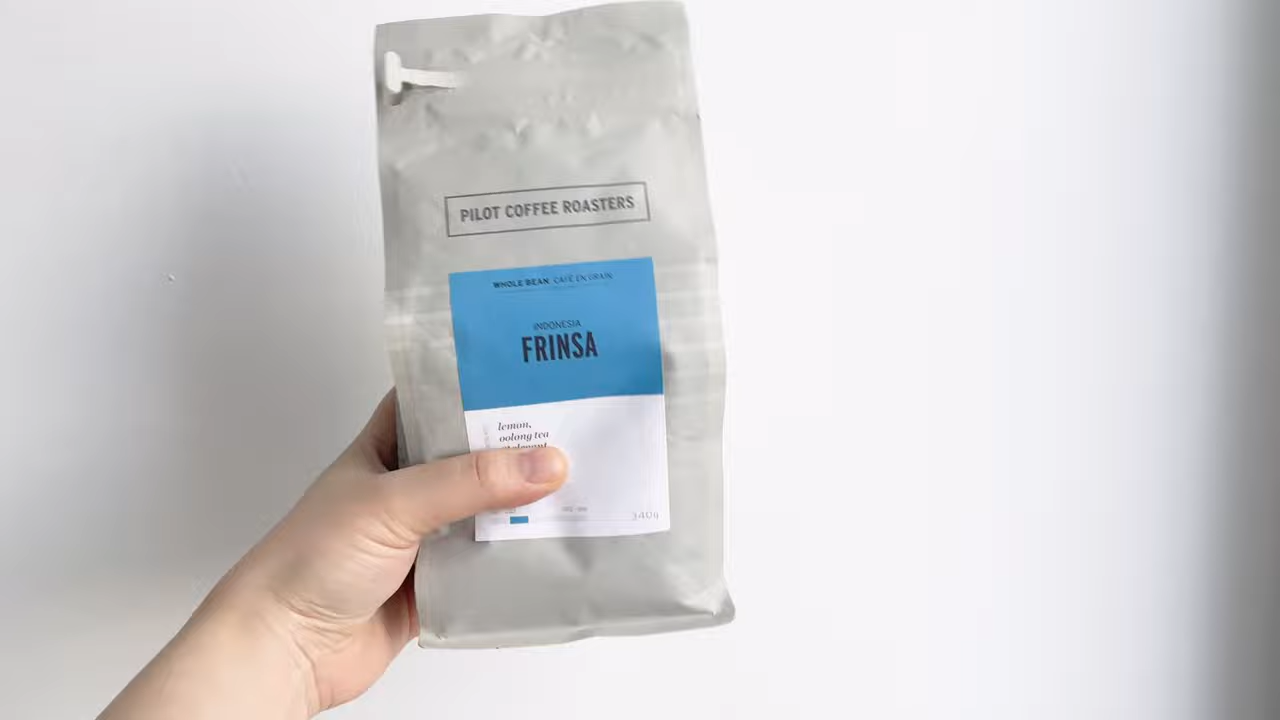 PILOT COFFEE ROASTERS
WHOLE BEAN CAFÉ EN GRAIN
INDONESIA
FRINSA
lemon,
oolong tea
340g